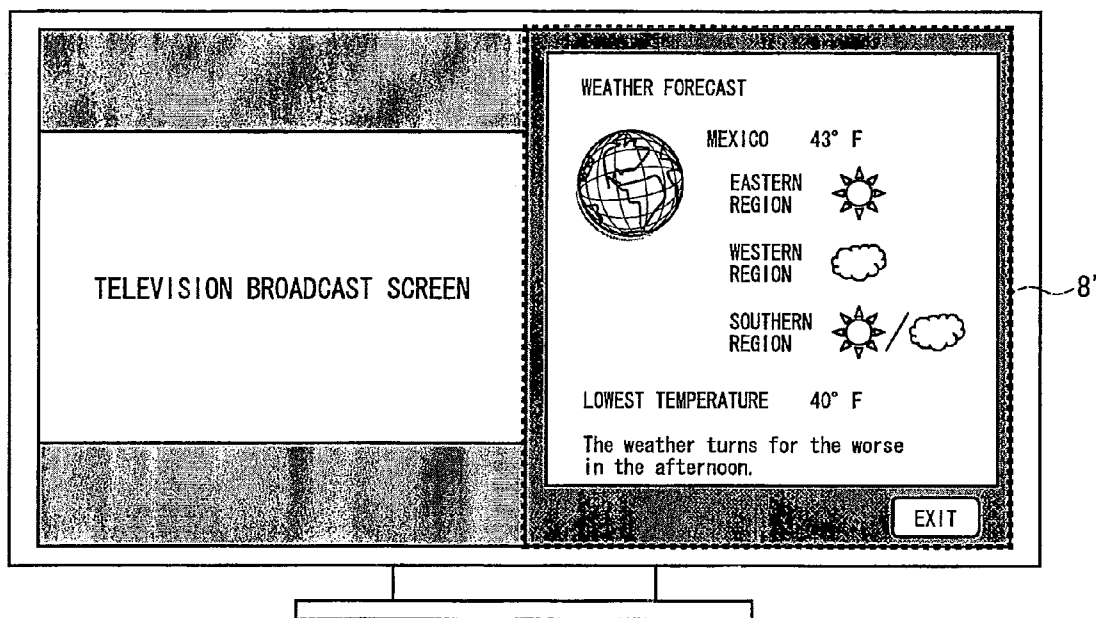 TELEVISION BROADCAST SCREEN
WEATHER FORECAST
MEXICO 43° F
EASTERN
REGION
WESTERN
REGION
SOUTHERN
REGION
/
LOWEST TEMPERATURE 40° F
The weather turns for the worse
in the afternoon.
EXIT
8'